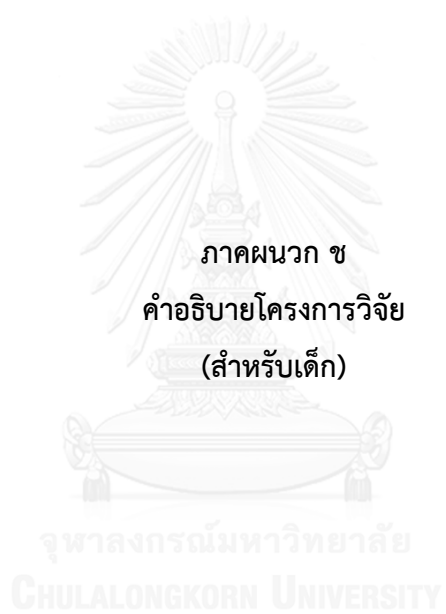 ภาคผนวก ช
คำอธิบายโครงการวิจัย
(สำหรับเด็ก)
จุฬาลงกรณ์มหาวิทยาลัย
CHULALONGKORN UNIVERSITY